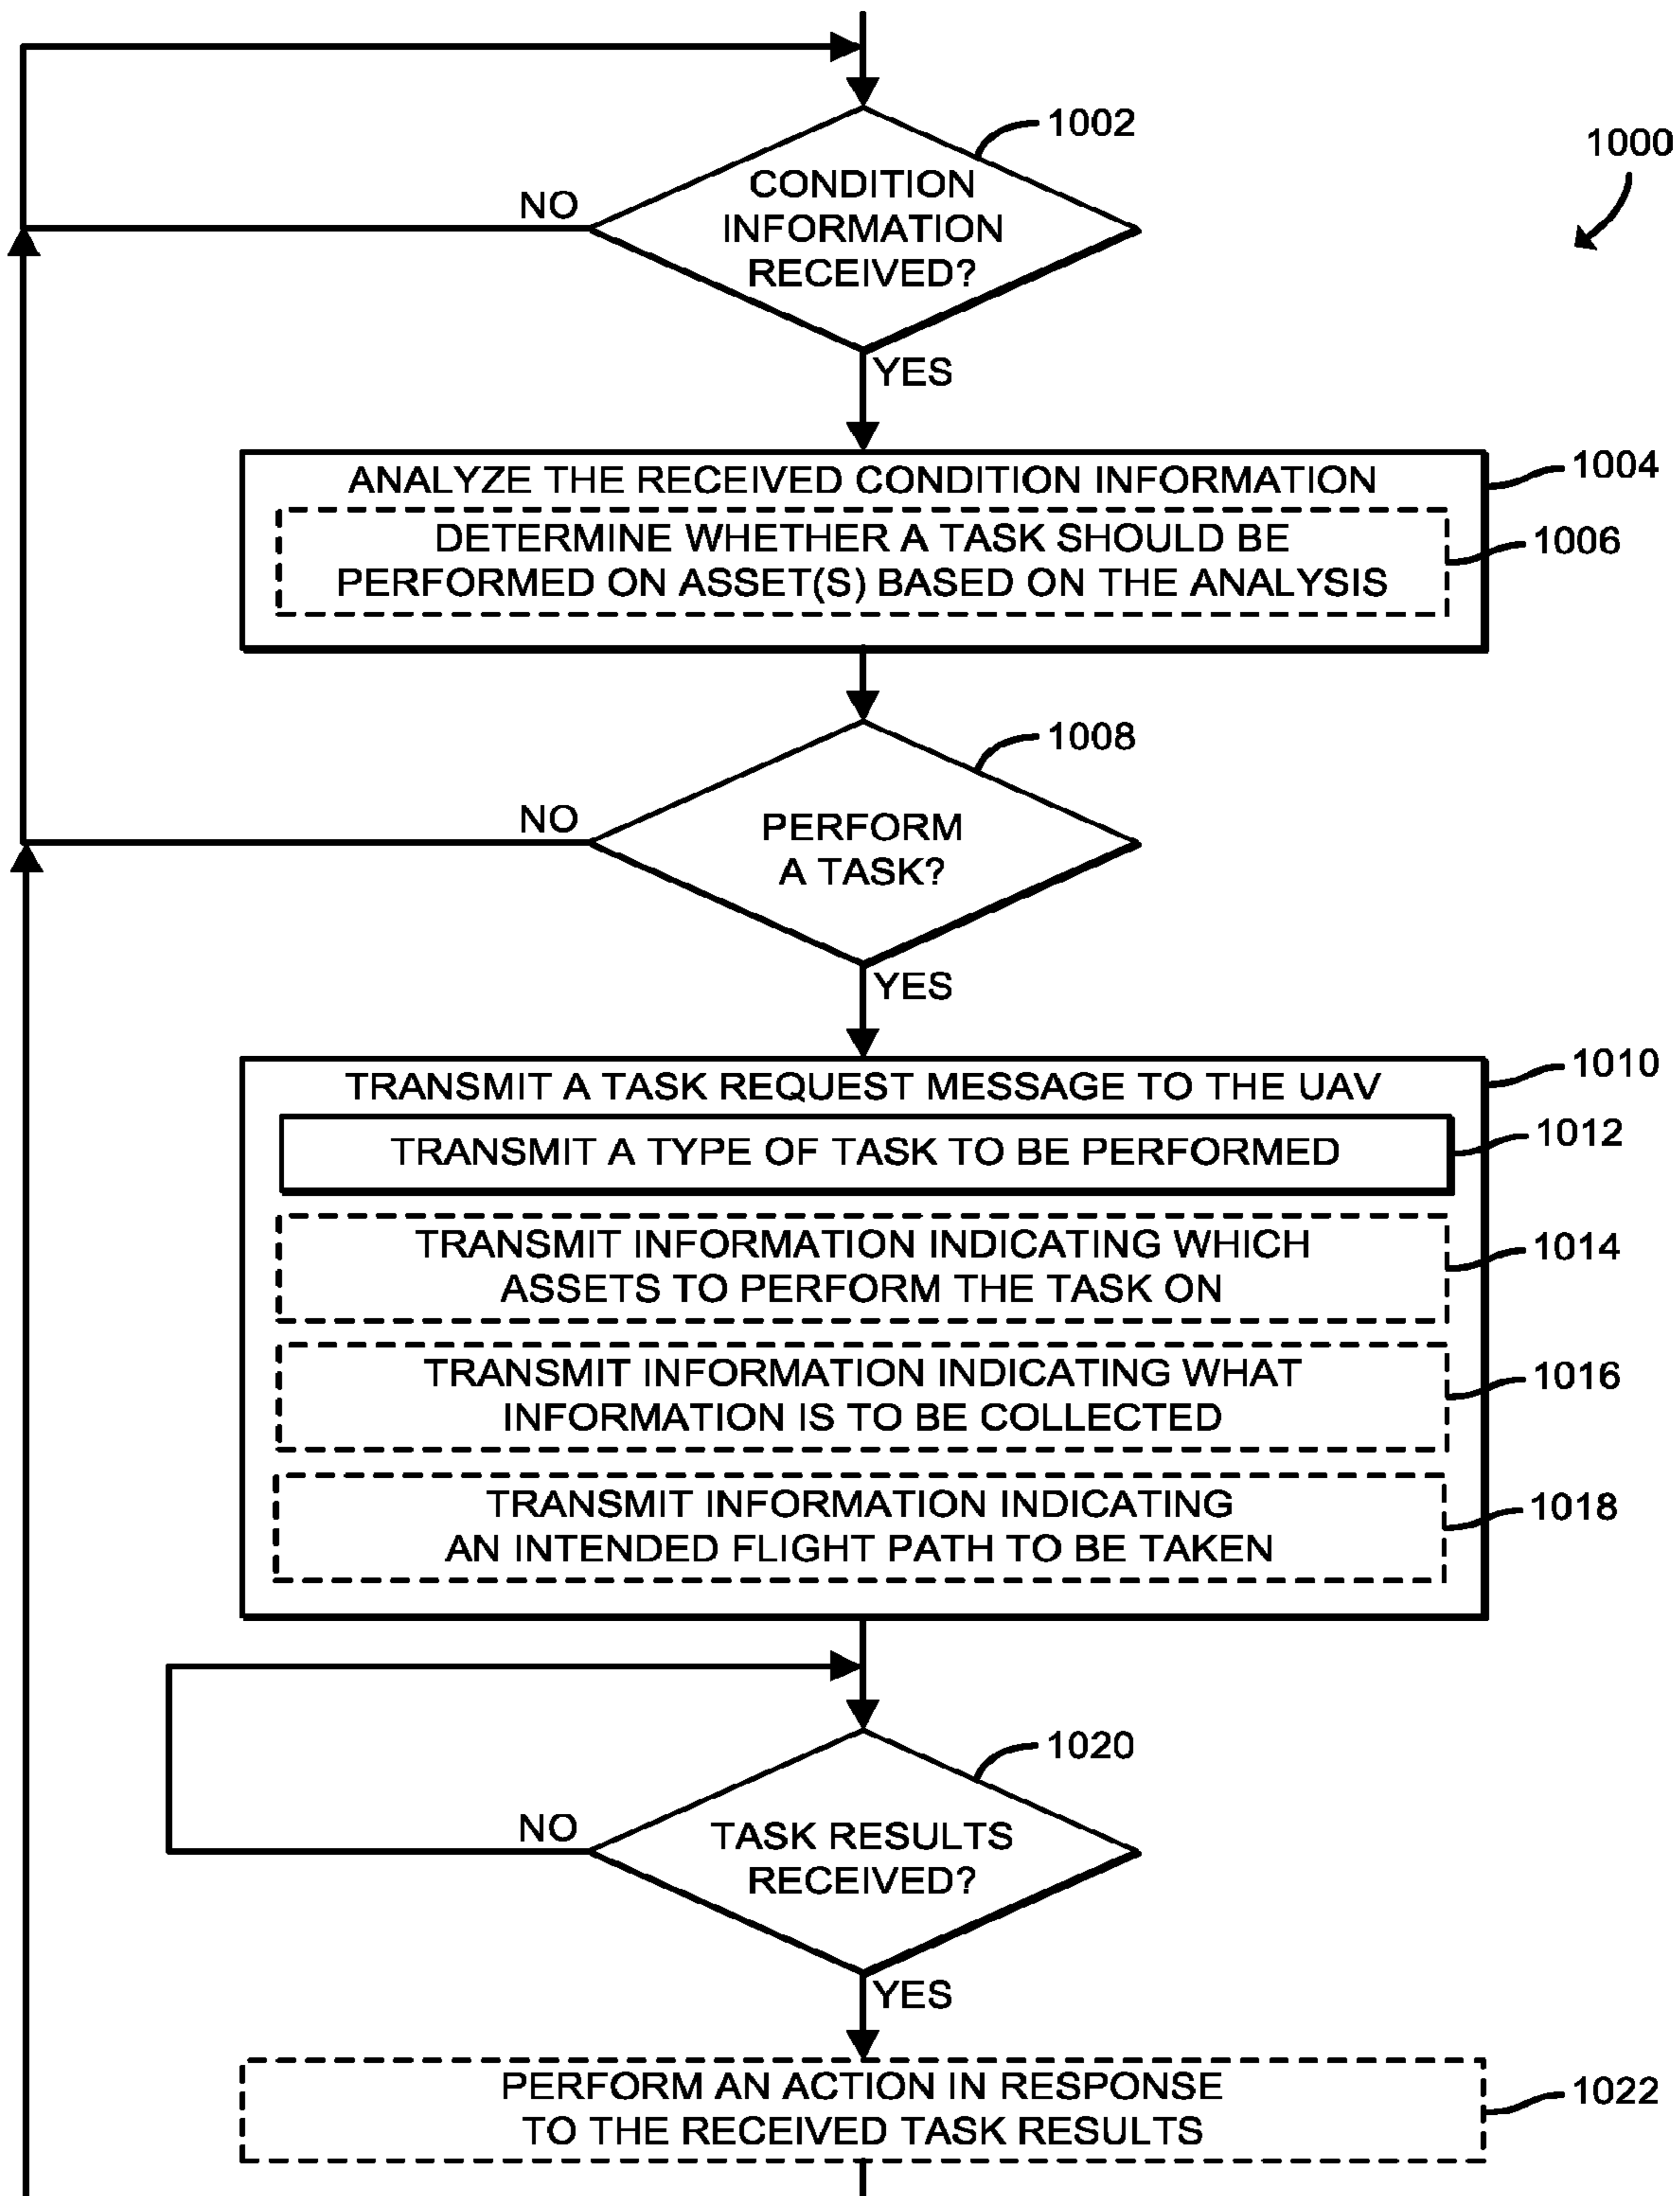 1002
1000
CONDITION
INFORMATION
RECEIVED?
NO
YES
ANALYZE THE RECEIVED CONDITION INFORMATION
1004
DETERMINE WHETHER A TASK SHOULD BE
PERFORMED ON ASSET(S) BASED ON THE ANALYSIS
1006
1008
NO
PERFORM
A TASK?
YES
TRANSMIT A TASK REQUEST MESSAGE TO THE UAV
1010
TRANSMIT A TYPE OF TASK TO BE PERFORMED
1012
TRANSMIT INFORMATION INDICATING WHICH
ASSETS TO PERFORM THE TASK ON
1014
TRANSMIT INFORMATION INDICATING WHAT
INFORMATION IS TO BE COLLECTED
1016
TRANSMIT INFORMATION INDICATING
AN INTENDED FLIGHT PATH TO BE TAKEN
1018
1020
NO
TASK RESULTS
RECEIVED?
YES
PERFORM AN ACTION IN RESPONSE
TO THE RECEIVED TASK RESULTS
1022